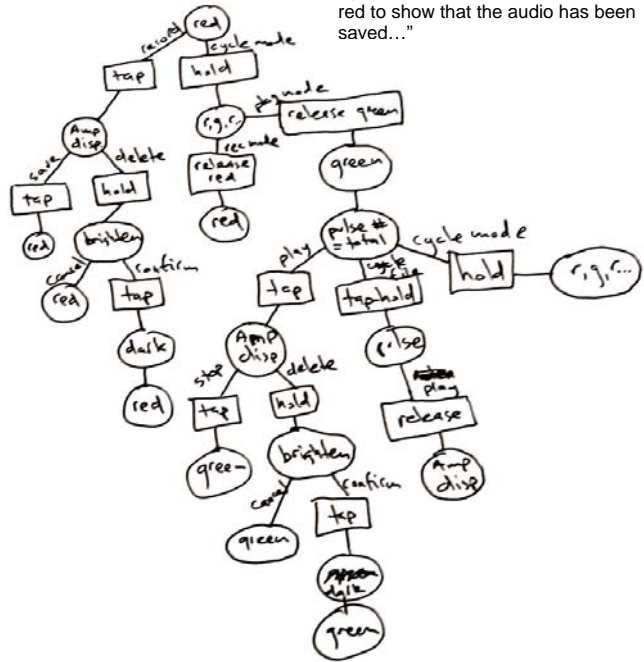 red to show that the audio has been
saved…”
red
record
cycle mode
tap
hold
Amp
disp
r,g,r...
play mode
release green
rec mode
release
red
green
save
delete
tap
hold
red
red
pulse #
= total
brighten
cancel
confirm
red
tap
play
cycle
file
cycle mode
tap
tap-hold
hold
r,g,r...
dark
Amp
disp
pulse
red
stop
delete
play
tap
hold
release
green
brighten
Amp
disp
cancel
confirm
green
tap
dark
green